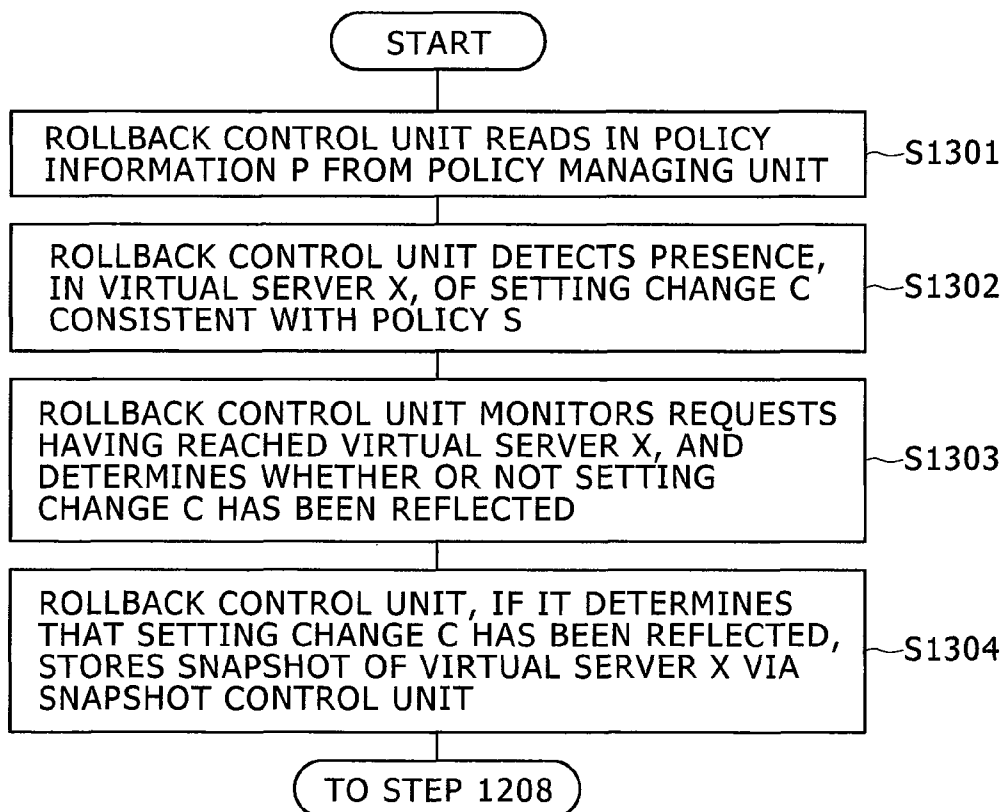 START
ROLLBACK CONTROL UNIT READS IN POLICY
INFORMATION P FROM POLICY MANAGING UNIT
S1301
ROLLBACK CONTROL UNIT DETECTS PRESENCE,
IN VIRTUAL SERVER X, OF SETTING CHANGE C
CONSISTENT WITH POLICY S
S1302
ROLLBACK CONTROL UNIT MONITORS REQUESTS
HAVING REACHED VIRTUAL SERVER X, AND
DETERMINES WHETHER OR NOT SETTING
CHANGE C HAS BEEN REFLECTED
S1303
ROLLBACK CONTROL UNIT, IF IT DETERMINES
THAT SETTING CHANGE C HAS BEEN REFLECTED,
STORES SNAPSHOT OF VIRTUAL SERVER X VIA
SNAPSHOT CONTROL UNIT
S1304
TO STEP 1208